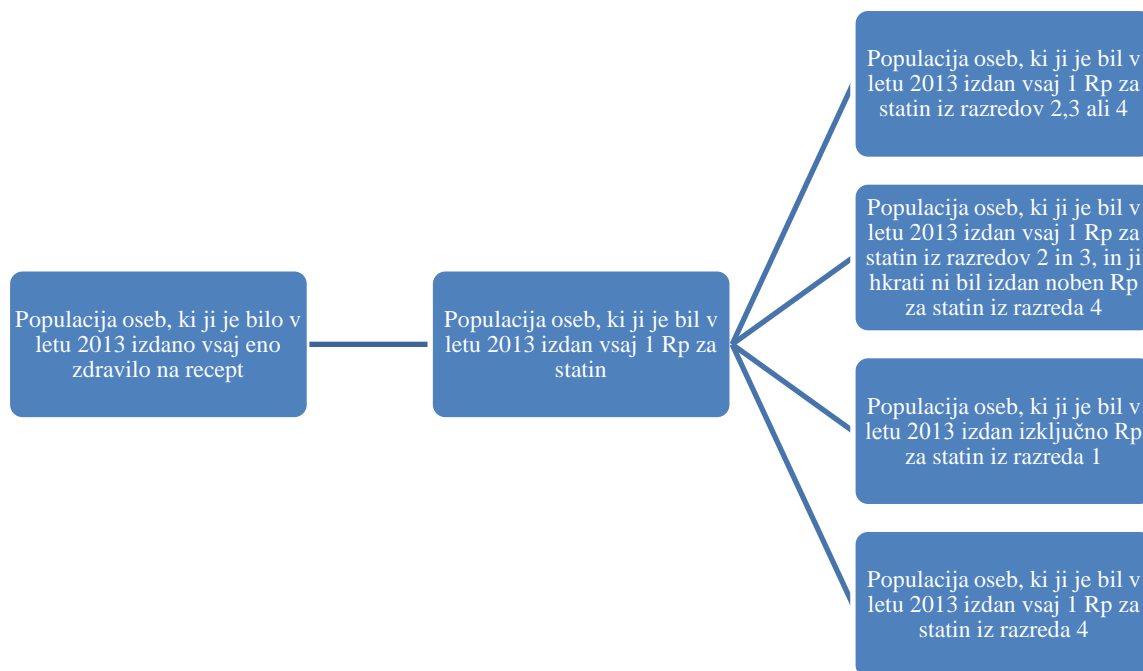 Populacija oseb, ki ji je bilo v
letu 2013 izdano vsaj eno
zdravilo na recept
Populacija oseb, ki ji je bil v
letu 2013 izdan vsaj 1 Rp za
statin
Populacija oseb, ki ji je bil v
letu 2013 izdan vsaj 1 Rp za
statin iz razredov 2,3 ali 4
Populacija oseb, ki ji je bil v
letu 2013 izdan vsaj 1 Rp za
statin iz razredov 2 in 3, in ji
hkrati ni bil izdan noben Rp
za statin iz razreda 4
Populacija oseb, ki ji je bil v
letu 2013 izdan izključno Rp
za statin iz razreda 1
Populacija oseb, ki ji je bil v
letu 2013 izdan vsaj 1 Rp za
statin iz razreda 4